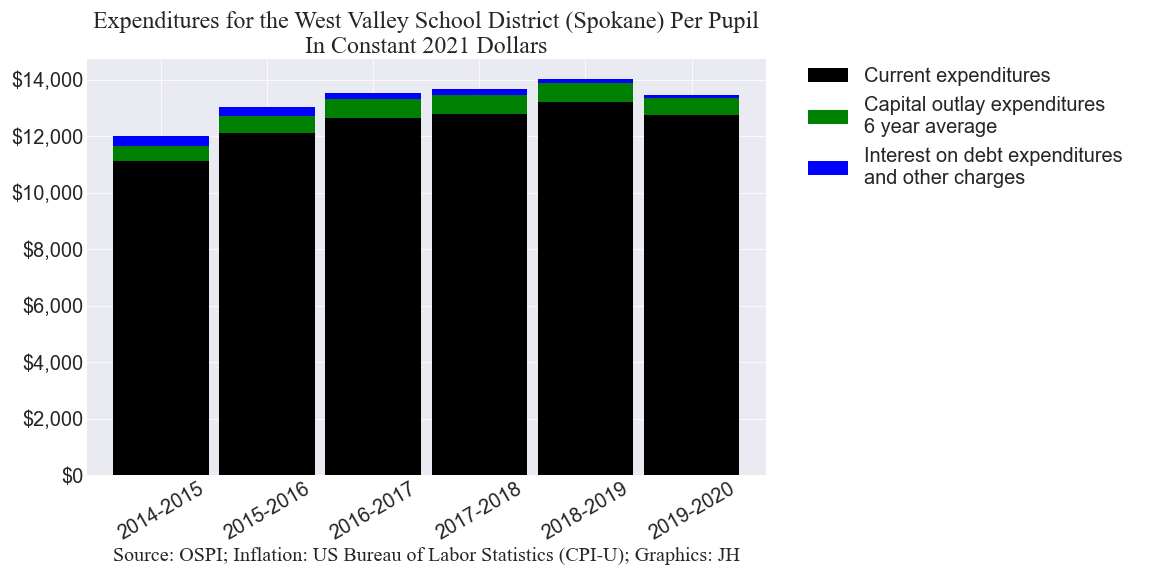 Expenditures for the West Valley School District (Spokane) Per Pupil
In Constant 2021 Dollars
$14,000
$12,000
$10,000
$8,000
$6,000
$4,000
$2,000
$0
2014-2015
2015-2016
2016-2017
2017-2018
2018-2019
2019-2020
Current expenditures
Capital outlay expenditures
6 year average
Interest on debt expenditures
and other charges
Source: OSPI; Inflation: US Bureau of Labor Statistics (CPI-U); Graphics: JH